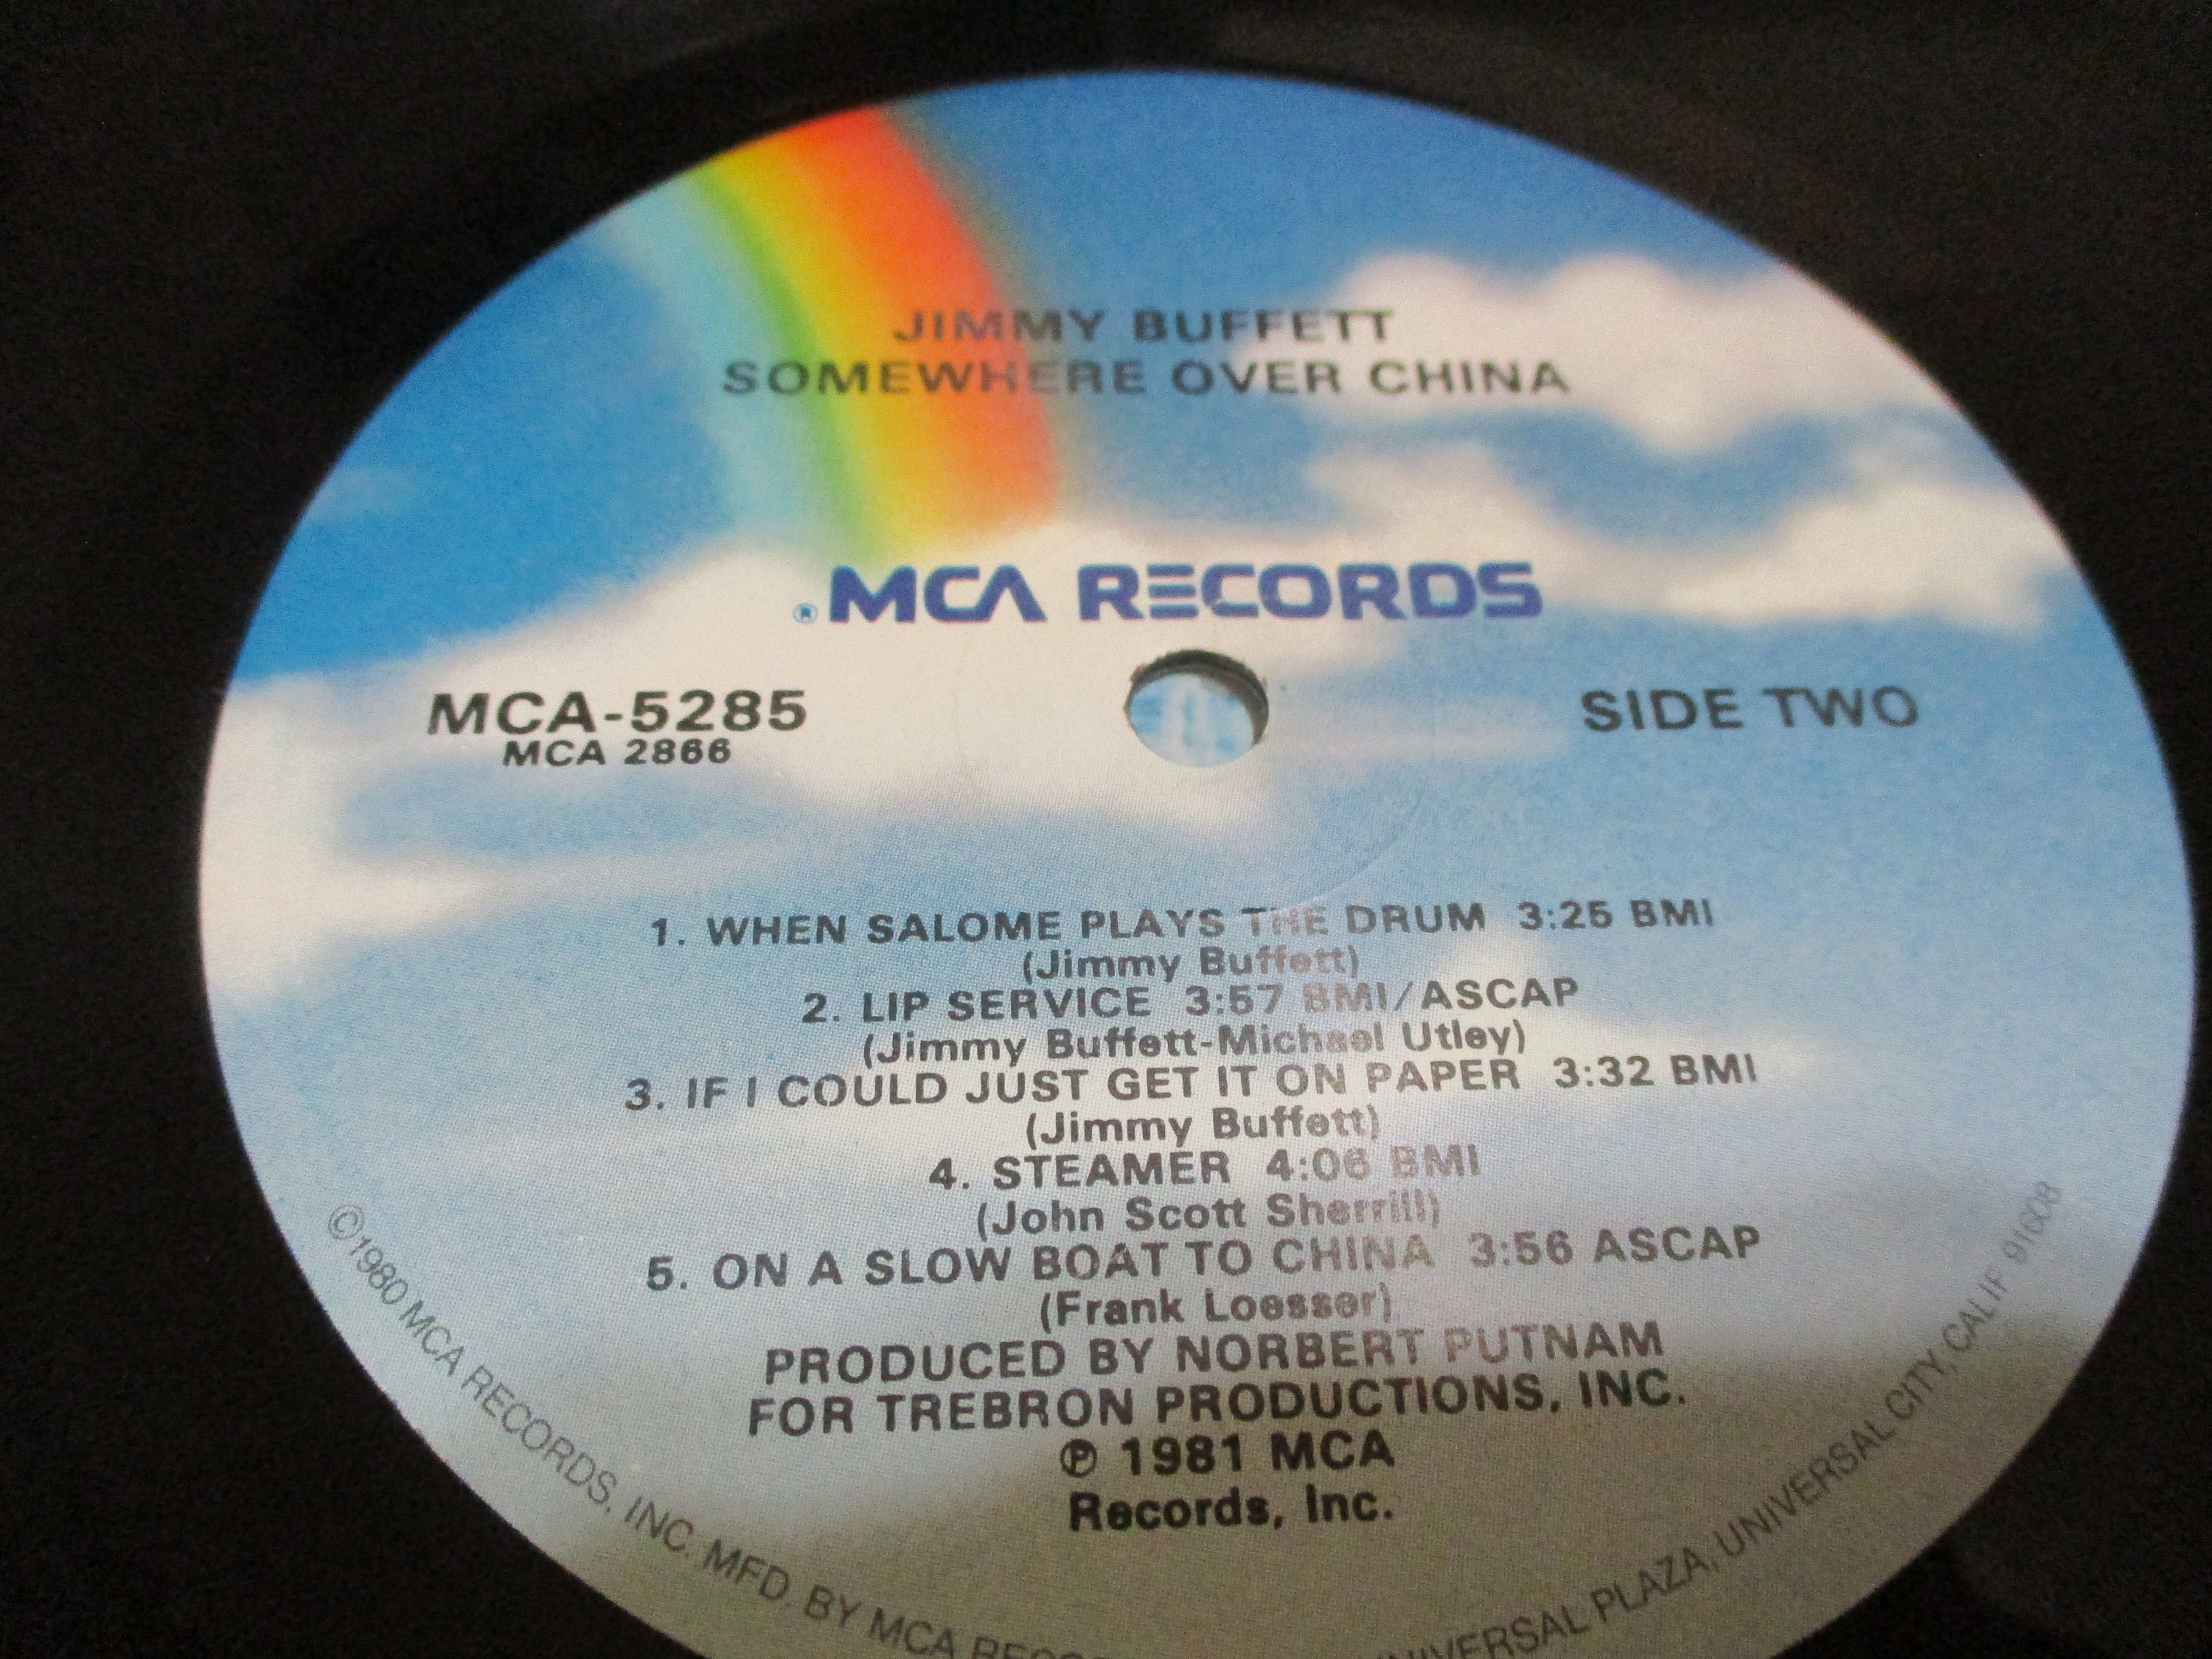 JIMMY BUFFETT
SOMEWHERE OVER CHINA
® MCA RECORDS
MCA-5285
MCA 2866
SIDE TWO
1. WHEN SALOME PLAYS THE DRUM 3:25 BMI
(Jimmy Buffett)
2. LIP SERVICE 3:57 BMI/ASCAP
(Jimmy Buffett-Michael Utley)
3. IF I COULD JUST GET IT ON PAPER 3:32 BMI
(Jimmy Buffett)
4. STEAMER 4:06 BMI
(John Scott Sherrill)
5. ON A SLOW BOAT TO CHINA 3:56 ASCAP
(Frank Loesser)
PRODUCED BY NORBERT PUTNAM
FOR TREBRON PRODUCTIONS, INC.
℗ 1981 MCA
Records, Inc.
©1980 MCA RECORDS, INC. MFD. BY MCA PLAZA, UNIVERSAL CITY, CALIF 91608